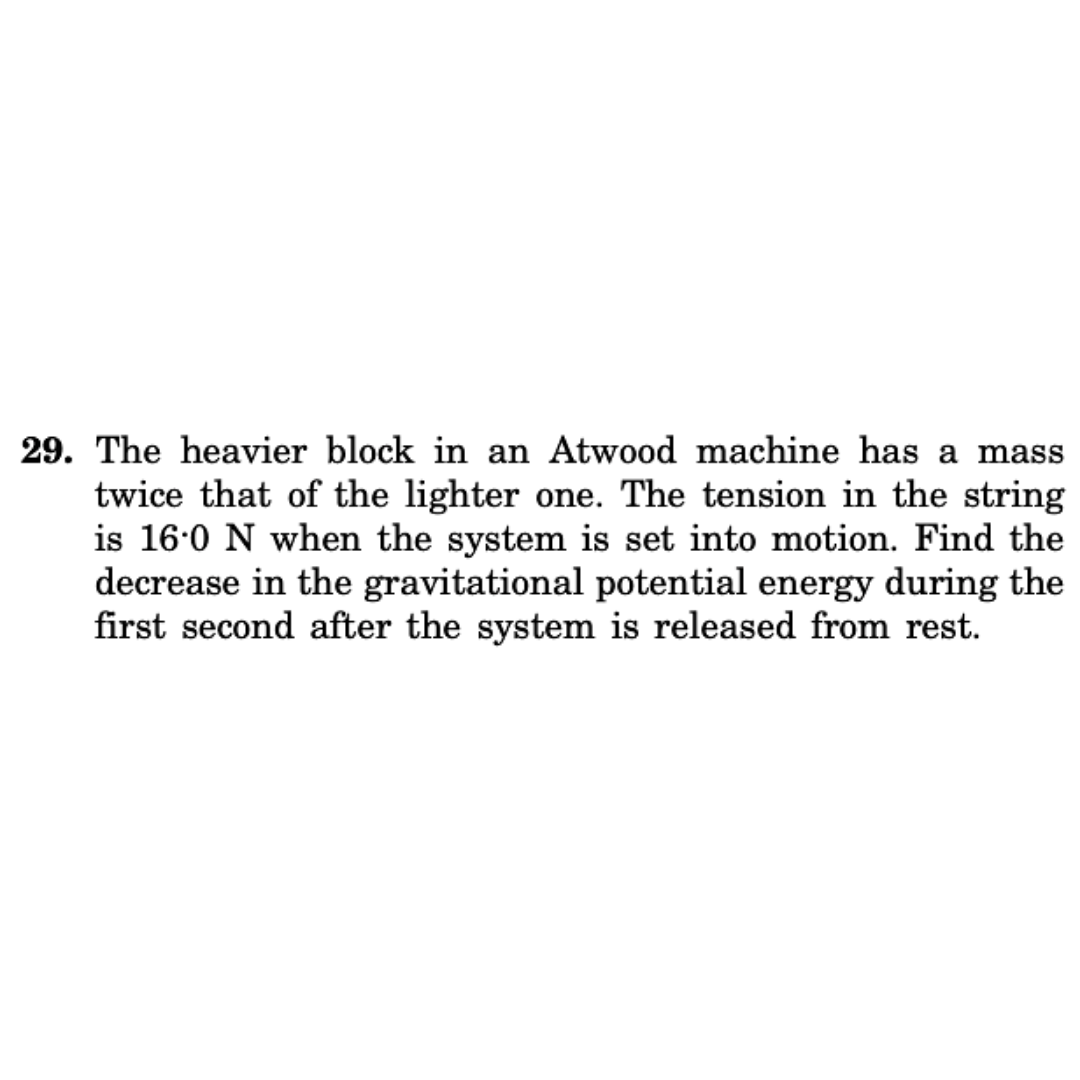 29. The heavier block in an Atwood machine has a mass
twice that of the lighter one. The tension in the string
is 16·0 N when the system is set into motion. Find the
decrease in the gravitational potential energy during the
first second after the system is released from rest.